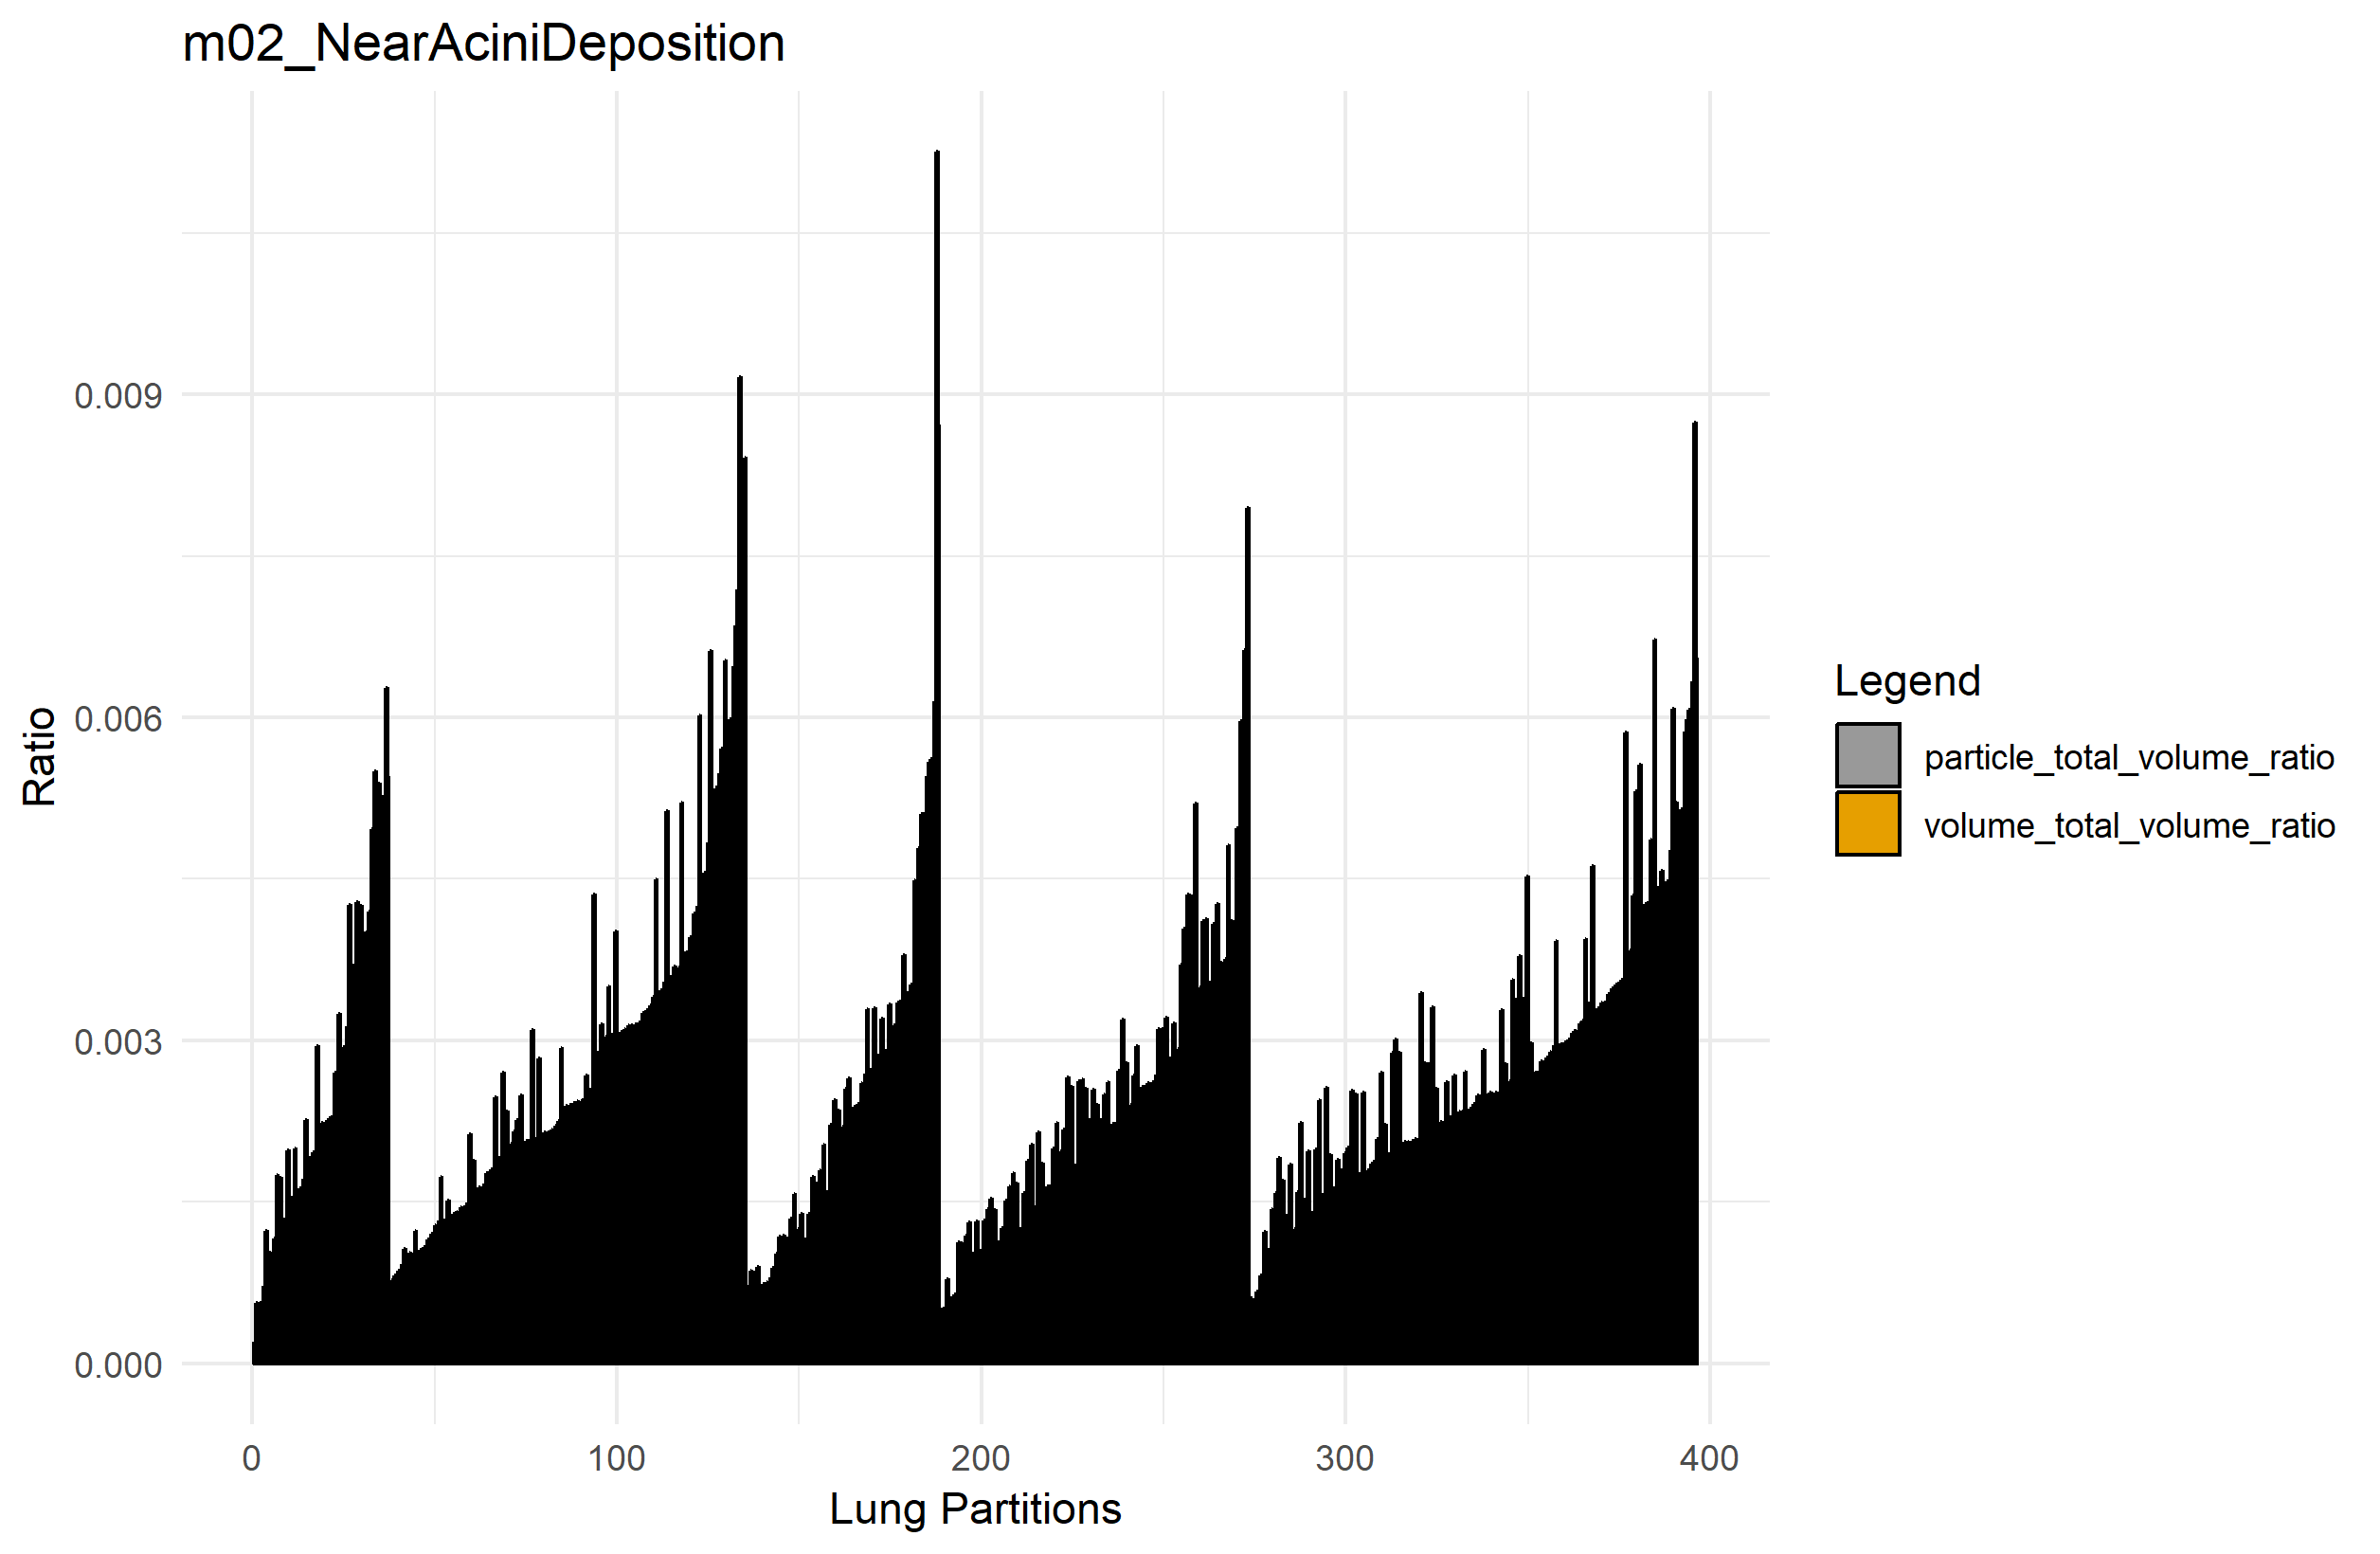 m02_NearAciniDeposition
Ratio
0.009
0.006
0.003
0.000
0 100 200 300 400
Lung Partitions
Legend
particle_total_volume_ratio
volume_total_volume_ratio